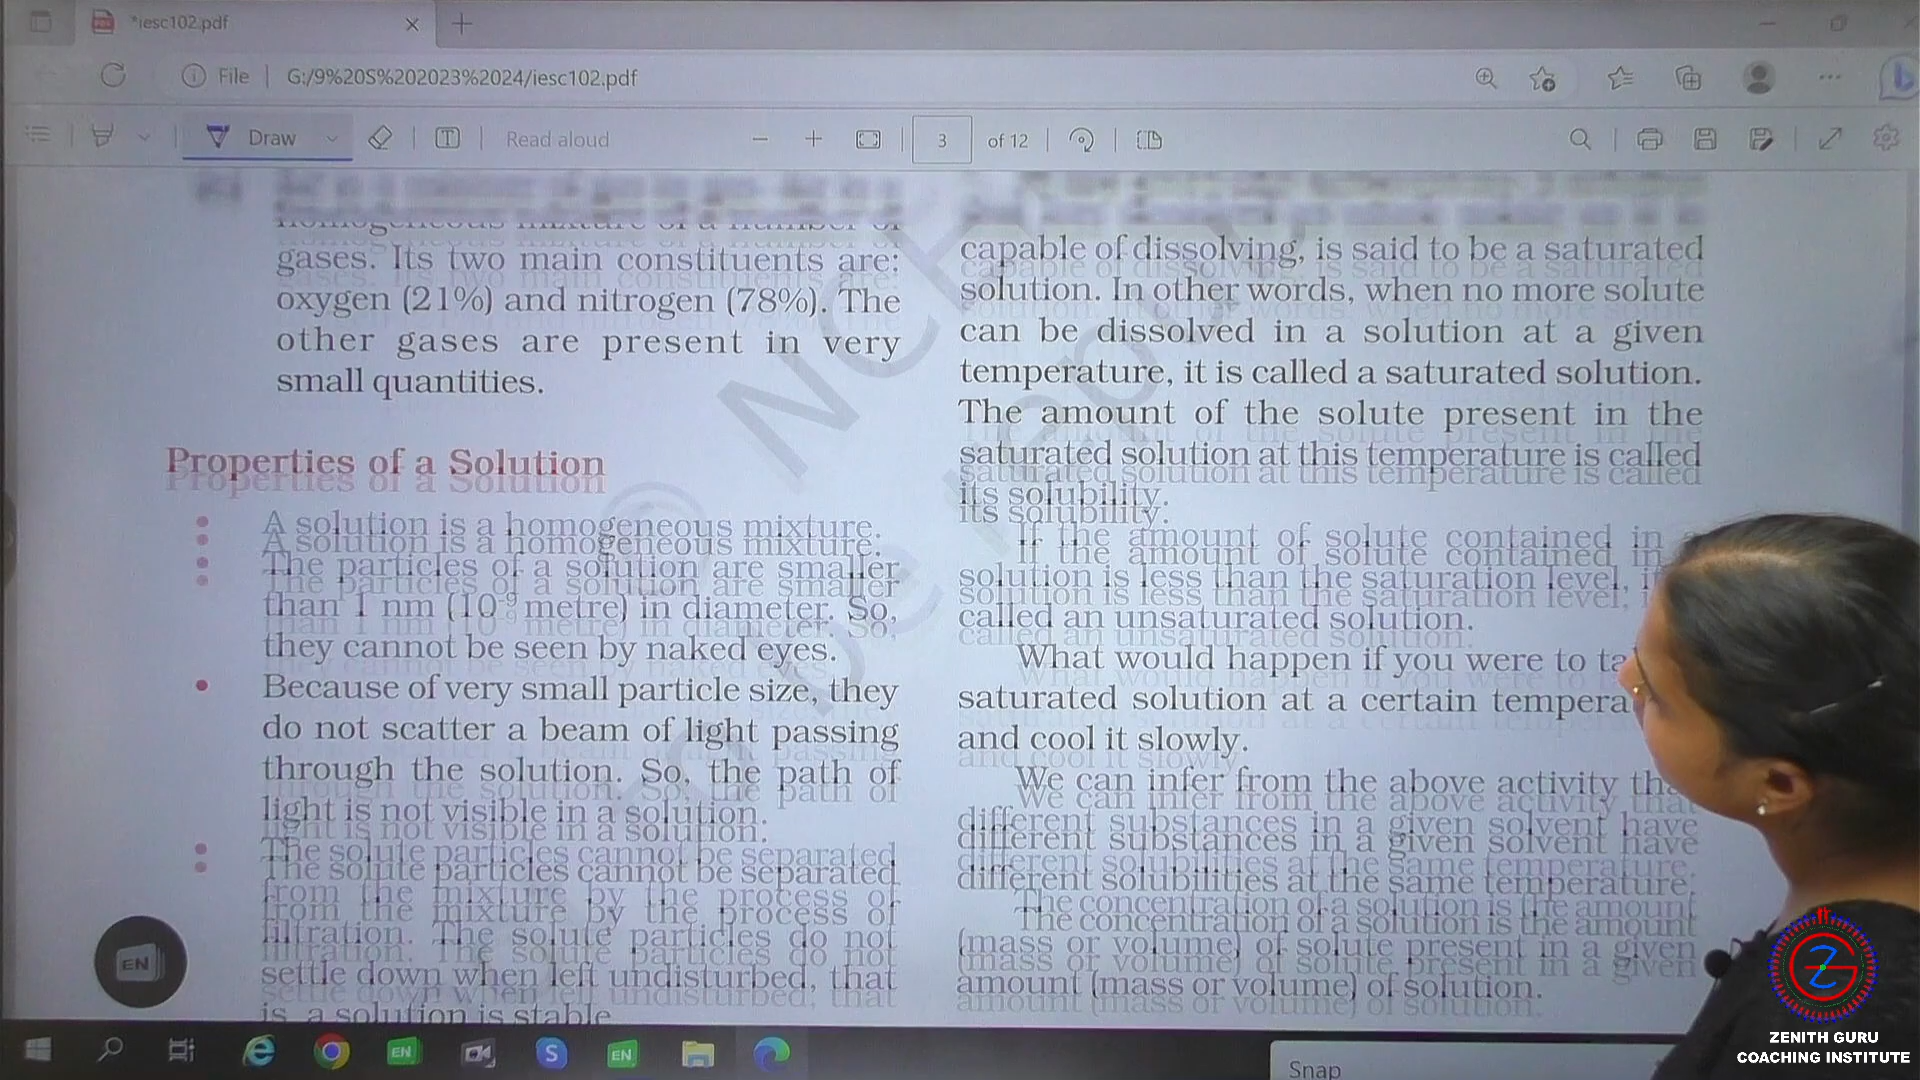 *iesc102.pdf
File
G:/9%20S%202023%2024/iesc102.pdf
Draw
Read aloud
3
of 12
homogeneous mixture of a number of
gases. Its two main constituents are:
oxygen (21%) and nitrogen (78%). The
other gases are present in very
small quantities.
Properties of a Solution
• A solution is a homogeneous mixture.
• The particles of a solution are smaller
than 1 nm (10⁻⁹ metre) in diameter. So,
they cannot be seen by naked eyes.
• Because of very small particle size, they
do not scatter a beam of light passing
through the solution. So, the path of
light is not visible in a solution.
• The solute particles cannot be separated
from the mixture by the process of
filtration. The solute particles do not
settle down when left undisturbed, that
is, a solution is stable
capable of dissolving, is said to be a saturated
solution. In other words, when no more solute
can be dissolved in a solution at a given
temperature, it is called a saturated solution.
The amount of the solute present in the
saturated solution at this temperature is called
its solubility.
If the amount of solute contained in
solution is less than the saturation level,
called an unsaturated solution.
What would happen if you were to
saturated solution at a certain
and cool it slowly.
We can infer from the above activity
different substances in a given solvent have
different solubilities at the same temperature.
The concentration of a solution is the amount
(mass or volume) of solute present in a given
amount (mass or volume) of solution.
EN
EN
EN
Snap
ZENITH GURU
COACHING INSTITUTE